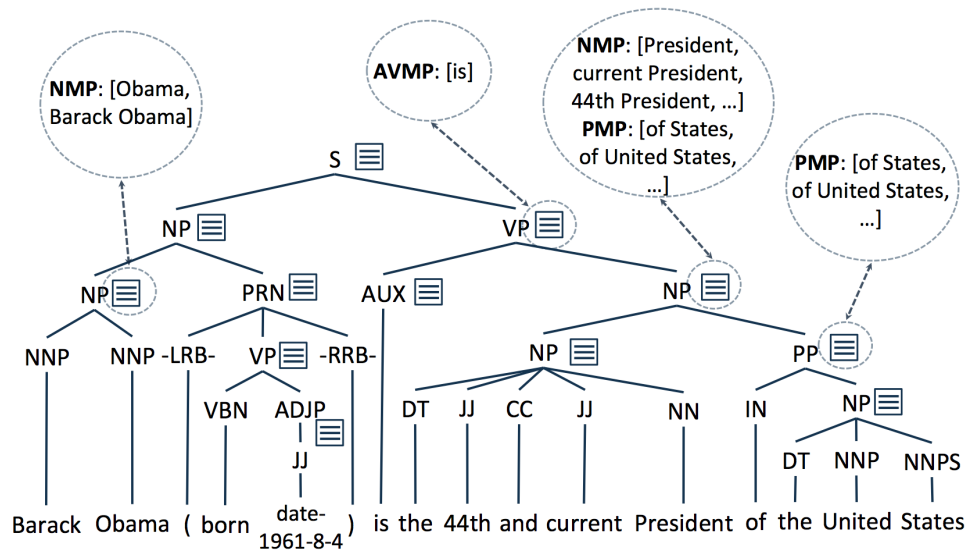 NMP: [Obama,
Barack Obama]
AVMP: [is]
NMP: [President,
current President,
44th President, ...]
PMP: [of States,
of United States,
...]
PMP: [of States,
of United States,
...]
S
NP VP
NP PRN AUX NP
NNP NNP -LRB- VP -RRB- NP PP
VBN ADJP DT JJ CC JJ NN IN NP
JJ DT NNP NNPS
Barack Obama ( born date-1961-8-4 ) is the 44th and current President of the United States